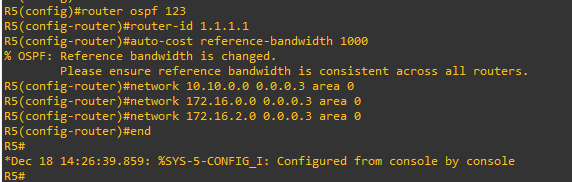 R5(config)#router ospf 123
R5(config-router)#router-id 1.1.1.1
R5(config-router)#auto-cost reference-bandwidth 1000
% OSPF: Reference bandwidth is changed.
        Please ensure reference bandwidth is consistent across all routers.
R5(config-router)#network 10.10.0.0 0.0.0.3 area 0
R5(config-router)#network 172.16.0.0 0.0.0.3 area 0
R5(config-router)#network 172.16.2.0 0.0.0.3 area 0
R5(config-router)#end
R5#
*Dec 18 14:26:39.859: %SYS-5-CONFIG_I: Configured from console by console
R5#